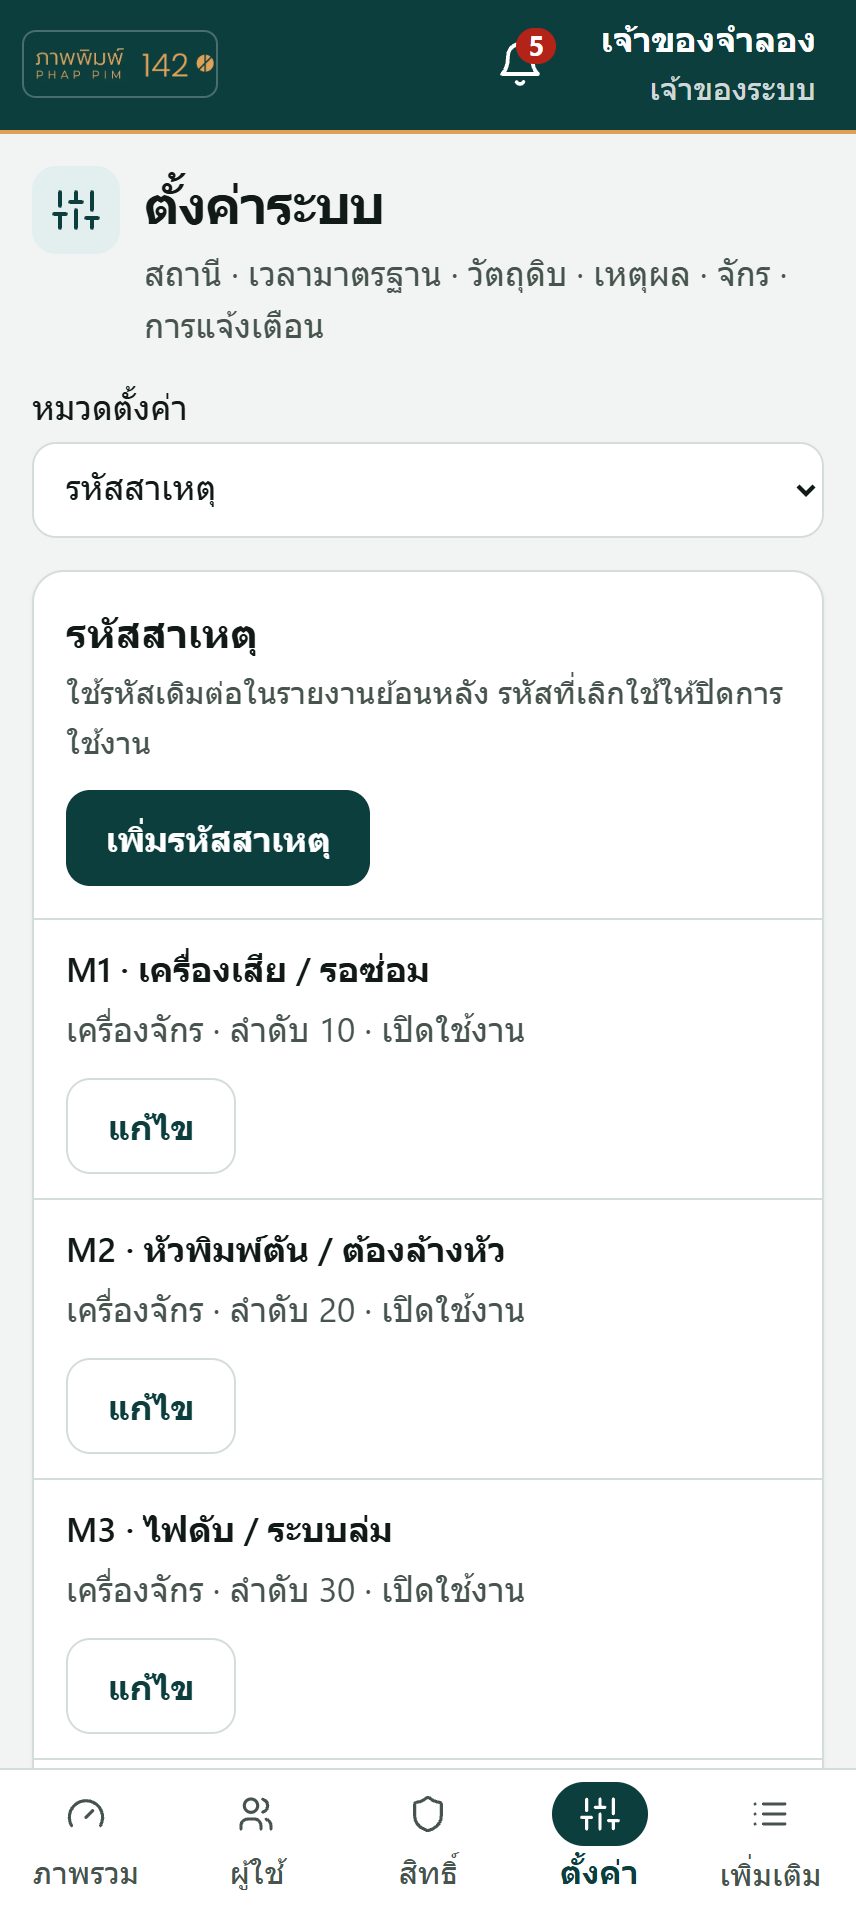 ภาพพิมพ์
PHAP PIM
142
5
เจ้าของจำลอง
เจ้าของระบบ
ตั้งค่าระบบ
สถานี · เวลามาตรฐาน · วัตถุดิบ · เหตุผล · จักร ·
การแจ้งเตือน
หมวดตั้งค่า
รหัสสาเหตุ
รหัสสาเหตุ
ใช้รหัสเดิมต่อในรายงานย้อนหลัง รหัสที่เลิกใช้ให้ปิดการ
ใช้งาน
เพิ่มรหัสสาเหตุ
M1 · เครื่องเสีย / รอซ่อม
เครื่องจักร · ลำดับ 10 · เปิดใช้งาน
แก้ไข
M2 · หัวพิมพ์ตัน / ต้องล้างหัว
เครื่องจักร · ลำดับ 20 · เปิดใช้งาน
แก้ไข
M3 · ไฟดับ / ระบบล่ม
เครื่องจักร · ลำดับ 30 · เปิดใช้งาน
แก้ไข
ภาพรวม
ผู้ใช้
สิทธิ์
ตั้งค่า
เพิ่มเติม